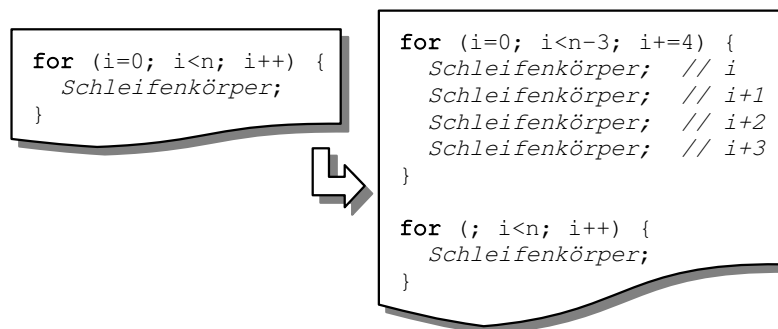 for (i=0; i<n; i++) {
Schleifenkörper;
}
for (i=0; i<n-3; i+=4) {
Schleifenkörper; // i
Schleifenkörper; // i+1
Schleifenkörper; // i+2
Schleifenkörper; // i+3
}
for (; i<n; i++) {
Schleifenkörper;
}